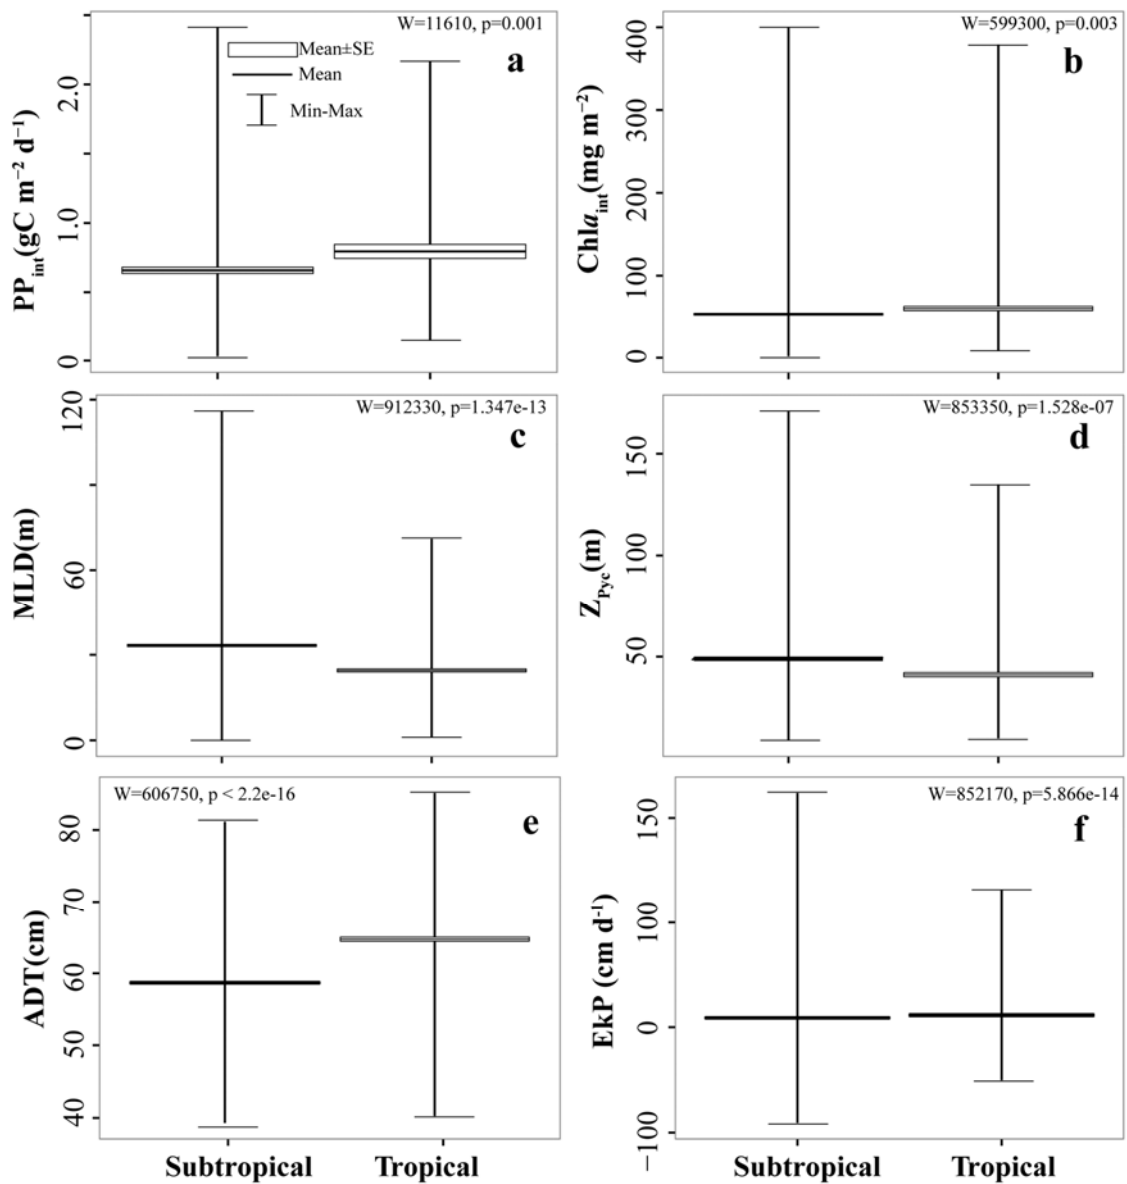 W=11610, p=0.001
Mean±SE
a
Mean
Min-Max
PPint(gC m−2 d−1)
2.0
1.0
0
W=599300, p=0.003
b
Chlaint(mg m−2)
400
300
200
100
0
W=912330, p=1.347e-13
c
MLD(m)
120
60
0
W=853350, p=1.528e-07
d
ZPyc(m)
150
100
50
W=606750, p < 2.2e-16
e
ADT(cm)
80
70
60
50
40
W=852170, p=5.866e-14
f
EkP (cm d-1)
150
100
0
−100
Subtropical Tropical
Subtropical Tropical